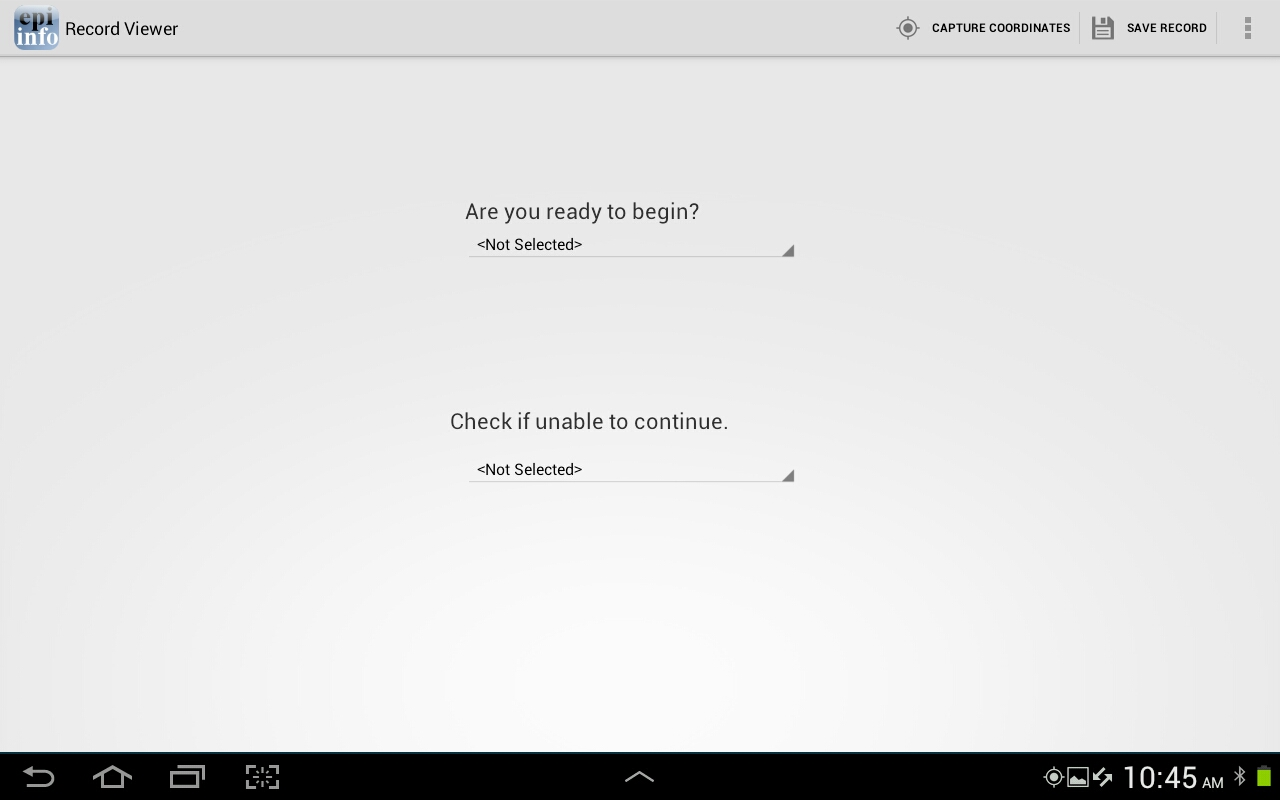 epi
info
Record Viewer
CAPTURE COORDINATES
SAVE RECORD
Are you ready to begin?
<Not Selected>
Check if unable to continue.
<Not Selected>
10:45 AM